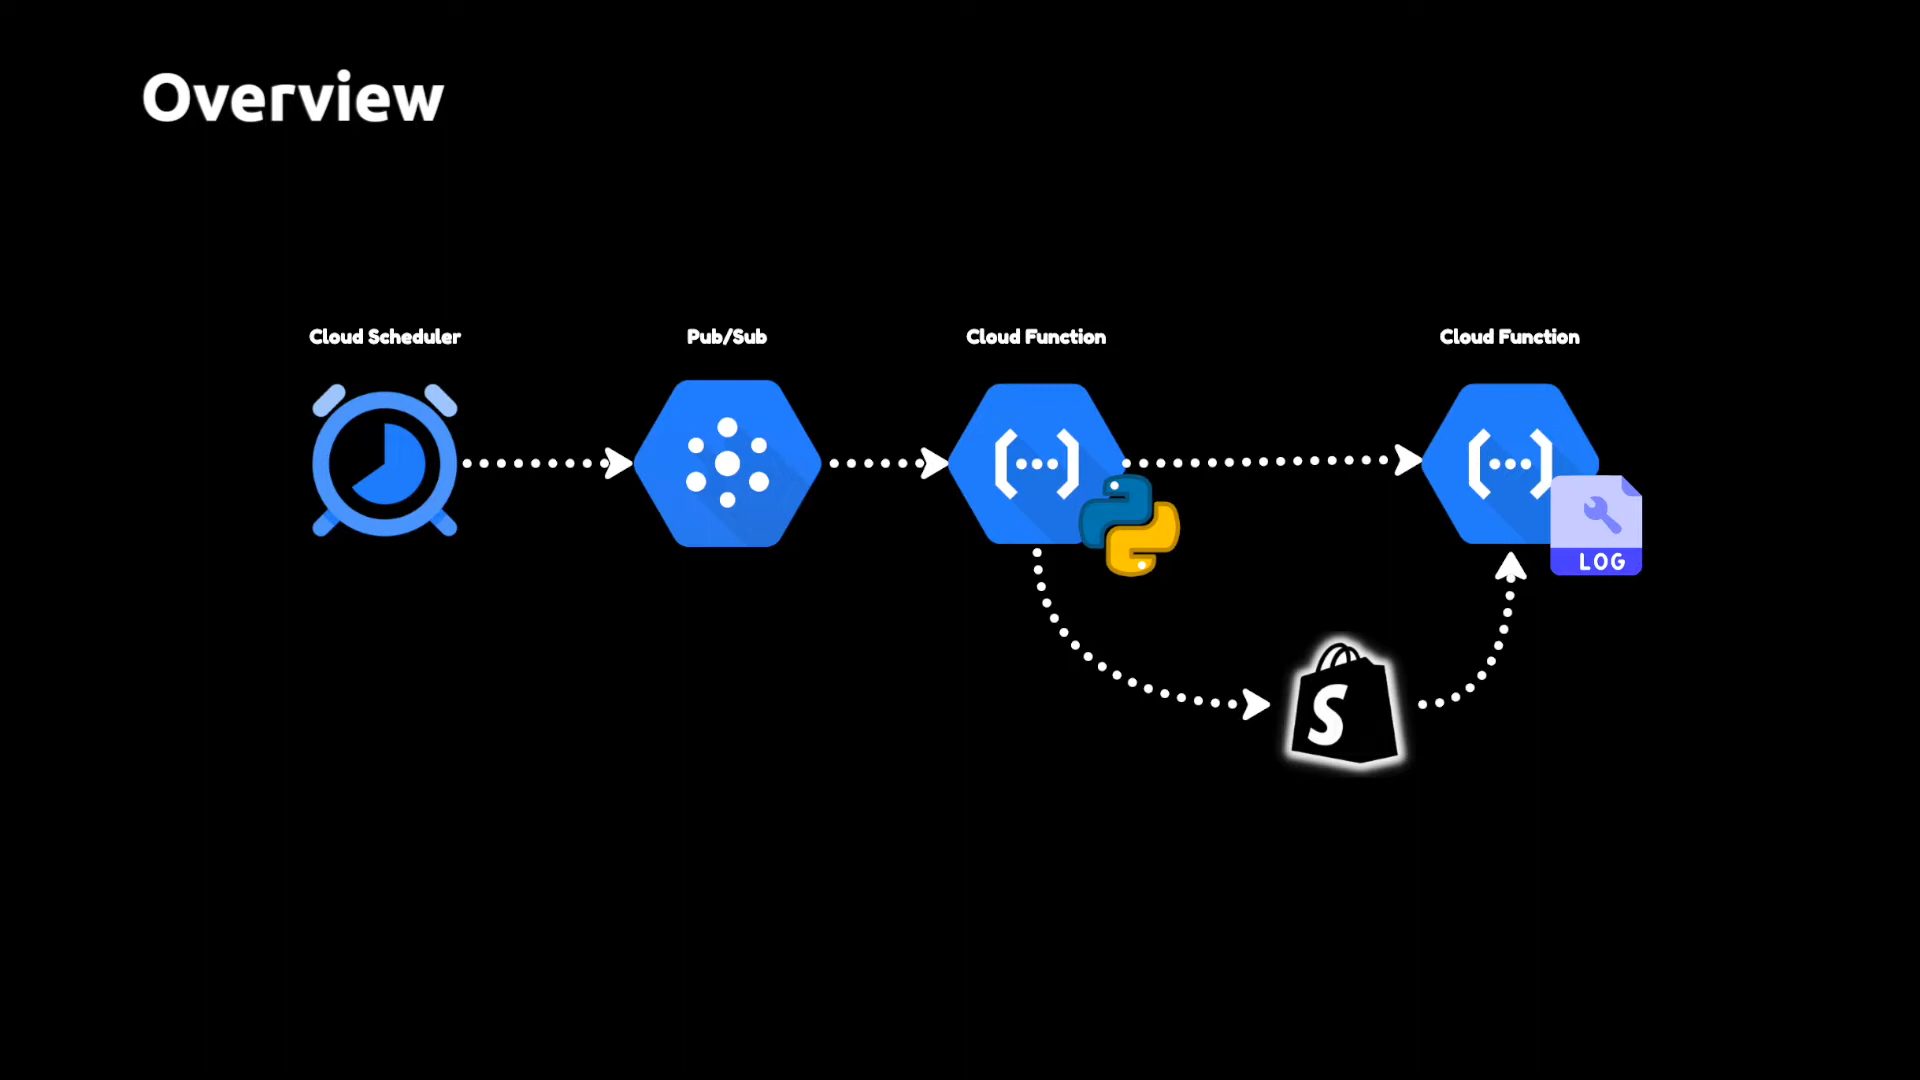 Overview
Cloud Scheduler
Pub/Sub
Cloud Function
Cloud Function
LOG
S